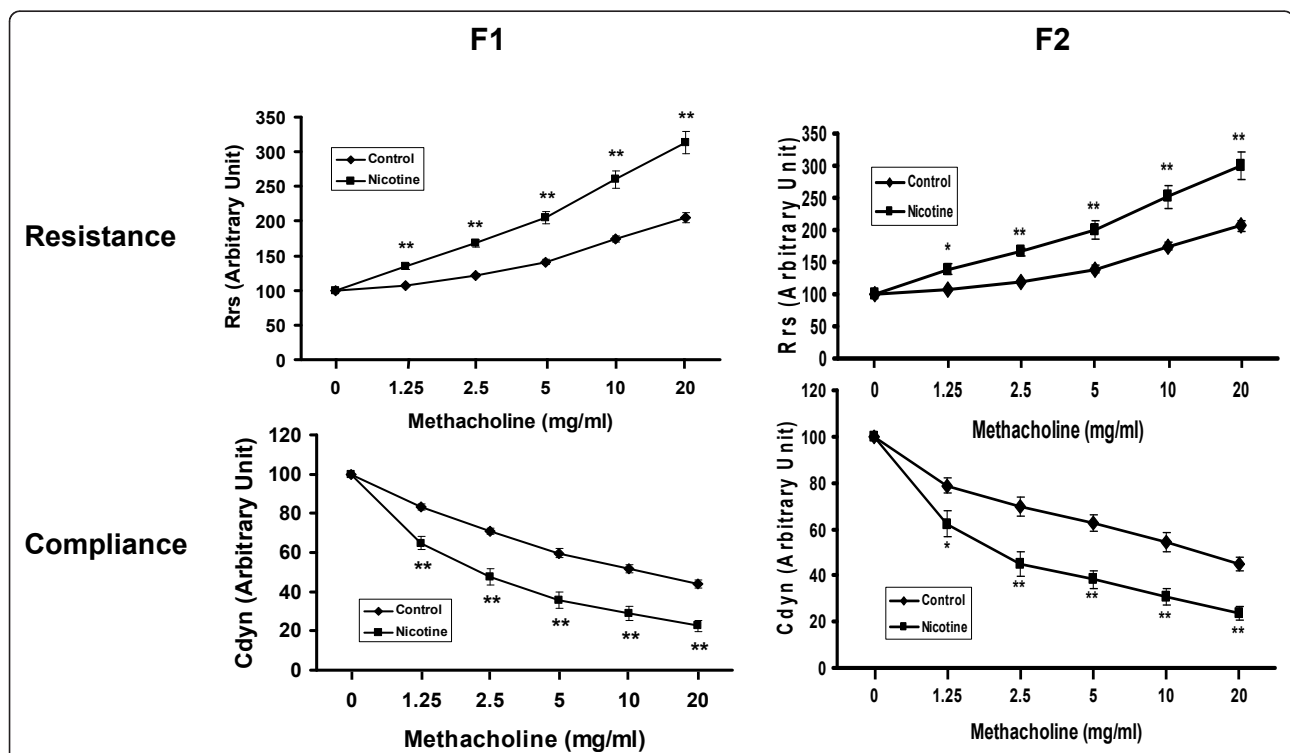 F1
F2
Resistance
Rrs (Arbitrary Unit)
350
300
250
200
150
100
50
0
Control
Nicotine
**
**
**
**
**
0 1.25 2.5 5 10 20
Methacholine (mg/ml)
Rrs (Arbitrary Unit)
350
300
250
200
150
100
50
0
Control
Nicotine
*
**
**
**
**
0 1.25 2.5 5 10 20
Methacholine (mg/ml)
Compliance
Cdyn (Arbitrary Unit)
120
100
80
60
40
20
0
Control
Nicotine
**
**
**
**
**
0 1.25 2.5 5 10 20
Methacholine (mg/ml)
Cdyn (Arbitrary Unit)
120
100
80
60
40
20
0
Control
Nicotine
*
**
**
**
**
0 1.25 2.5 5 10 20
Methacholine (mg/ml)